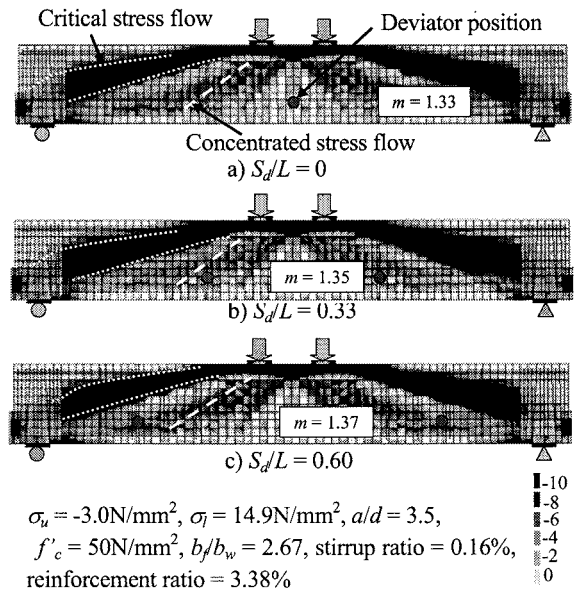 Critical stress flow
Deviator position
m = 1.33
Concentrated stress flow
a) S_d/L = 0
m = 1.35
b) S_d/L = 0.33
m = 1.37
c) S_d/L = 0.60
-10
-8
-6
-4
-2
0
σ_u = -3.0N/mm², σ_l = 14.9N/mm², a/d = 3.5,
f'_c = 50N/mm², b_f/b_w = 2.67, stirrup ratio = 0.16%,
reinforcement ratio = 3.38%